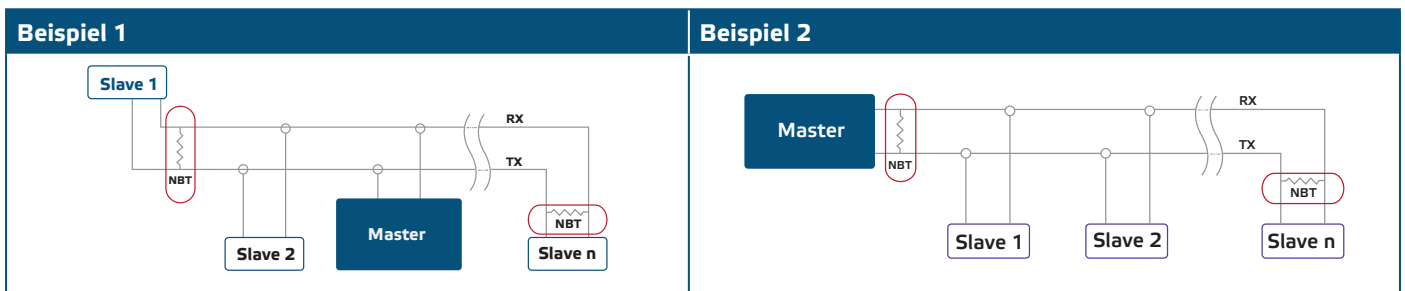 Beispiel 1
Slave 1
RX
TX
NBT
NBT
Master
Slave 2
Slave n
Beispiel 2
RX
Master
TX
NBT
NBT
Slave 1
Slave 2
Slave n